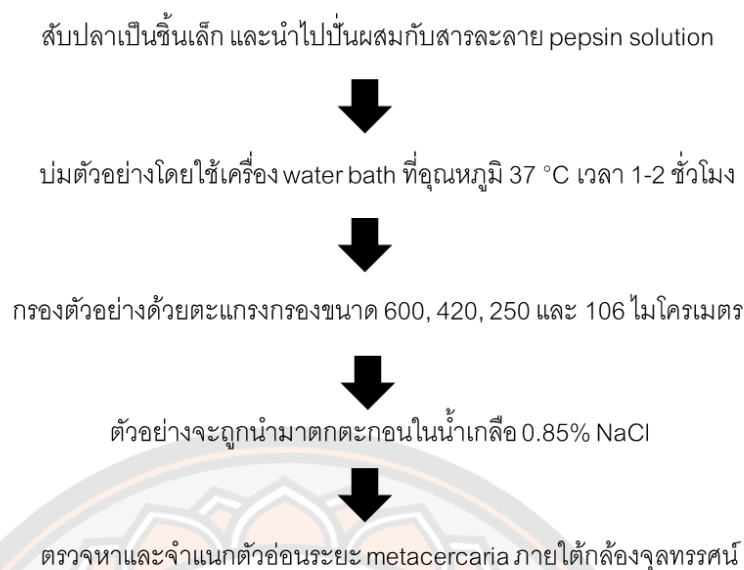 สับปลาเป็นชิ้นเล็ก และนำไปปั่นผสมกับสารละลาย pepsin solution
บ่มตัวอย่างโดยใช้เครื่อง water bath ที่อุณหภูมิ 37 °C เวลา 1-2 ชั่วโมง
กรองตัวอย่างด้วยตะแกรงกรองขนาด 600, 420, 250 และ 106 ไมโครเมตร
ตัวอย่างจะถูกนำมาตกตะกอนในน้ำเกลือ 0.85% NaCl
ตรวจหาและจำแนกตัวอ่อนระยะ metacercaria ภายใต้กล้องจุลทรรศน์